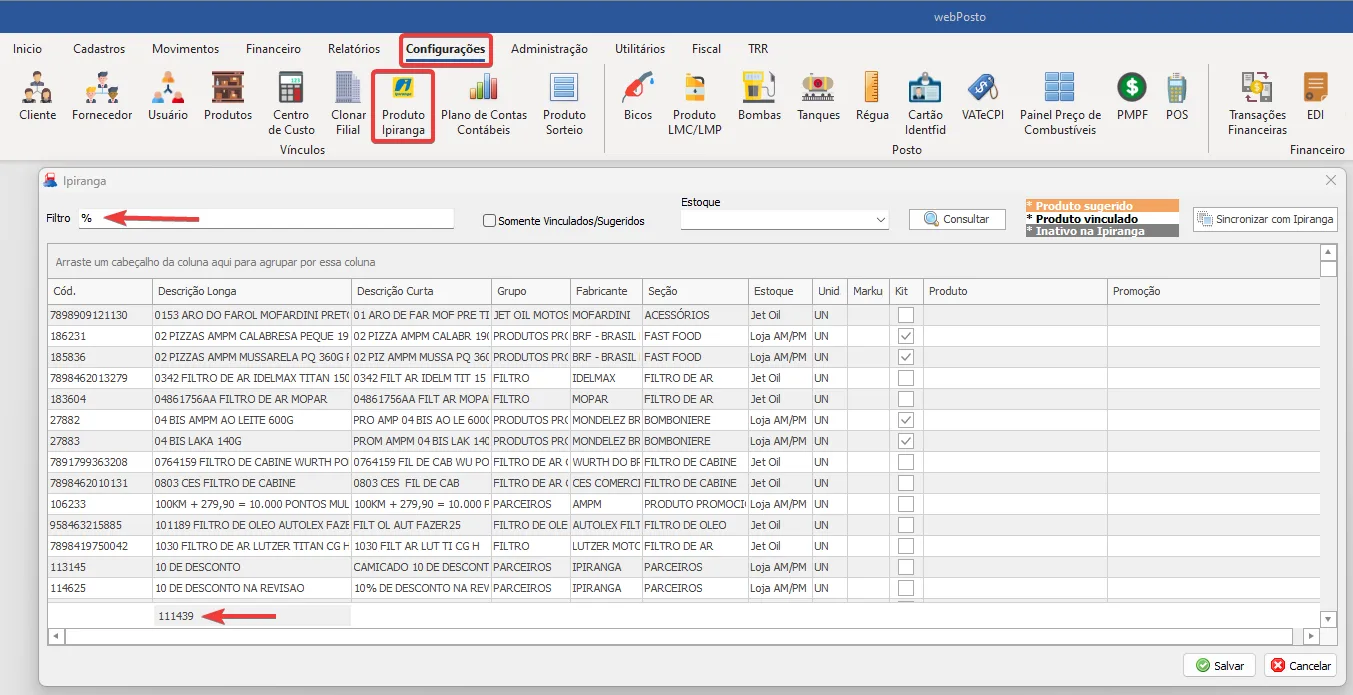 webPosto
Inicio Cadastros Movimentos Financeiro Relatórios Configurações Administração Utilitários Fiscal TRR
Cliente Fornecedor Usuário Produtos Centro de Custo Clonar Filial Produto Ipiranga Plano de Contas Contábeis Produto Sorteio Bicos Produto LMC/LMP Bombas Tanques Régua Cartão Identfid VATeCPI Painel Preço de Combustíveis PMPF POS Transações Financeiras EDI
Vínculos Posto Financeiro
Ipiranga
Filtro %
Somente Vinculados/Sugeridos
Estoque
Consultar
* Produto sugerido
* Produto vinculado
* Inativo na Ipiranga
Sincronizar com Ipiranga
Arraste um cabeçalho da coluna aqui para agrupar por essa coluna
Cód. Descrição Longa Descrição Curta Grupo Fabricante Seção Estoque Unid Marku Kit Produto Promoção
7898909121130 0153 ARO DO FAROL MOFARDINI PRETO 01 ARO DE FAR MOF PRE TI JET OIL MOTOS MOFARDINI ACESSÓRIOS Jet Oil UN
186231 02 PIZZAS AMPM CALABRESA PEQUE 19 02 PIZZA AMPM CALABR 190 PRODUTOS PRO BRF - BRASIL FAST FOOD Loja AM/PM UN
185836 02 PIZZAS AMPM MUSSARELA PQ 360G P 02 PIZ AMPM MUSSA PQ 360 PRODUTOS PRO BRF - BRASIL FAST FOOD Loja AM/PM UN
7898462013279 0342 FILTRO DE AR IDELMAX TITAN 150 0342 FILT AR IDELM TIT 15 FILTRO IDELMAX FILTRO DE AR Jet Oil UN
183604 04861756AA FILTRO DE AR MOPAR 04861756AA FILT AR MOPA FILTRO MOPAR FILTRO DE AR Jet Oil UN
27882 04 BIS AMPM AO LEITE 600G PRO AMP 04 BIS AO LE 600G PRODUTOS PRO MONDELEZ BR BOMBONIERE Loja AM/PM UN
27883 04 BIS LAKA 140G PROM AMPM 04 BIS LAK 140 PRODUTOS PRO MONDELEZ BR BOMBONIERE Loja AM/PM UN
7891799363208 0764159 FILTRO DE CABINE WURTH PO 0764159 FIL DE CAB WU PO FILTRO DE AR C WURTH DO BR FILTRO DE CABINE Jet Oil UN
7898462010131 0803 CES FILTRO DE CABINE 0803 CES FIL DE CAB FILTRO DE AR C CES COMERCI FILTRO DE CABINE Jet Oil UN
106233 100KM + 279,90 = 10.000 PONTOS MUL 100KM + 279,90 = 10.000 P PARCEIROS AMPM PRODUTO PROMOCIO Loja AM/PM UN
958463215885 101189 FILTRO DE OLEO AUTOLEX FAZE FILT OL AUT FAZER25 FILTRO DE OLE AUTOLEX FILT FILTRO DE OLEO Jet Oil UN
7898419750042 1030 FILTRO DE AR LUTZER TITAN CG H 1030 FILT AR LUT TI CG H FILTRO LUTZER MOTO FILTRO DE AR Jet Oil UN
113145 10 DE DESCONTO CAMICADO 10 DE DESCONT PARCEIROS IPIRANGA PARCEIROS Loja AM/PM UN
114625 10 DE DESCONTO NA REVISAO 10% DE DESCONTO NA REV PARCEIROS IPIRANGA PARCEIROS Loja AM/PM UN
111439
Salvar Cancelar